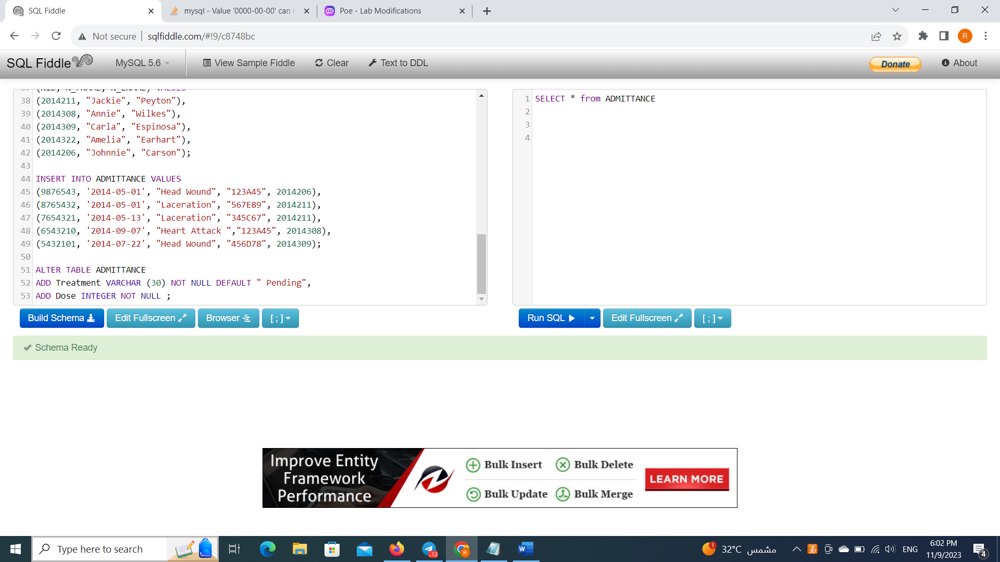 SQL Fiddle
mysql - Value '0000-00-00' can n
Poe - Lab Modifications
Not secure
sqlfiddle.com/#!9/c8748bc
R
SQL Fiddle
MySQL 5.6
View Sample Fiddle
Clear
Text to DDL
Donate
About
38 (2014211, "Jackie", "Peyton"),
39 (2014308, "Annie", "Wilkes"),
40 (2014309, "Carla", "Espinosa"),
41 (2014322, "Amelia", "Earhart"),
42 (2014206, "Johnnie", "Carson");
43
44 INSERT INTO ADMITTANCE VALUES
45 (9876543, '2014-05-01', "Head Wound", "123A45", 2014206),
46 (8765432, '2014-05-01', "Laceration", "567E89", 2014211),
47 (7654321, '2014-05-13', "Laceration", "345C67", 2014211),
48 (6543210, '2014-09-07', "Heart Attack ","123A45", 2014308),
49 (5432101, '2014-07-22', "Head Wound", "456D78", 2014309);
50
51 ALTER TABLE ADMITTANCE
52 ADD Treatment VARCHAR (30) NOT NULL DEFAULT " Pending",
53 ADD Dose INTEGER NOT NULL ;
1 SELECT * from ADMITTANCE
2
3
4
Build Schema
Edit Fullscreen
Browser
[ ; ]
Run SQL
Edit Fullscreen
[ ; ]
Schema Ready
Improve Entity
Framework
Performance
Bulk Insert
Bulk Delete
Bulk Update
Bulk Merge
LEARN MORE
Type here to search
R
..12
1
32°C مشمس
ENG
6:02 PM
11/9/2023
4